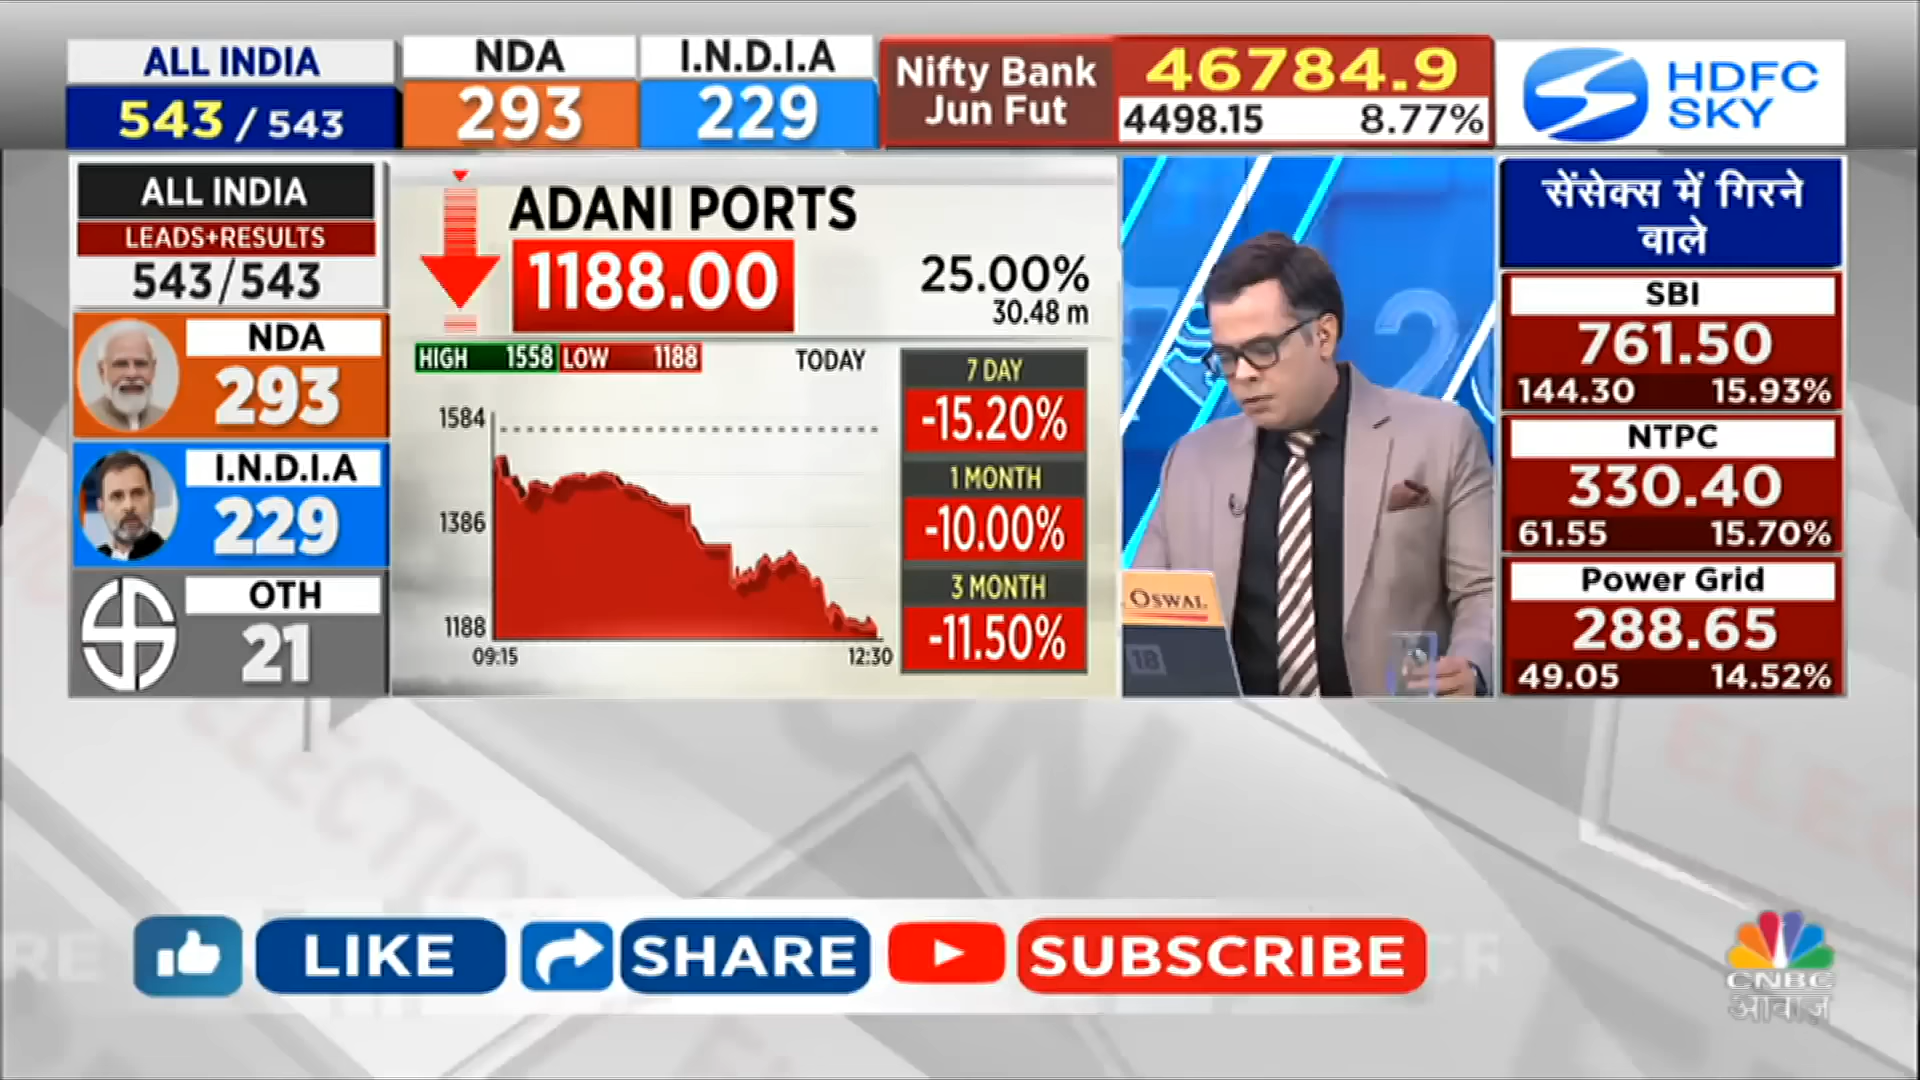 ALL INDIA
543 / 543
NDA
293
I.N.D.I.A
229
Nifty Bank
Jun Fut
46784.9
4498.15 8.77%
HDFC
SKY
ALL INDIA
LEADS+RESULTS
543/543
NDA
293
I.N.D.I.A
229
OTH
21
ADANI PORTS
1188.00
25.00%
30.48 m
HIGH 1558 LOW 1188 TODAY
1584
1386
1188
09:15 12:30
7 DAY
-15.20%
1 MONTH
-10.00%
3 MONTH
-11.50%
OSWAL
18
सेंसेक्स में गिरने
वाले
SBI
761.50
144.30 15.93%
NTPC
330.40
61.55 15.70%
Power Grid
288.65
49.05 14.52%
LIKE SHARE SUBSCRIBE
CNBC
आवाज़